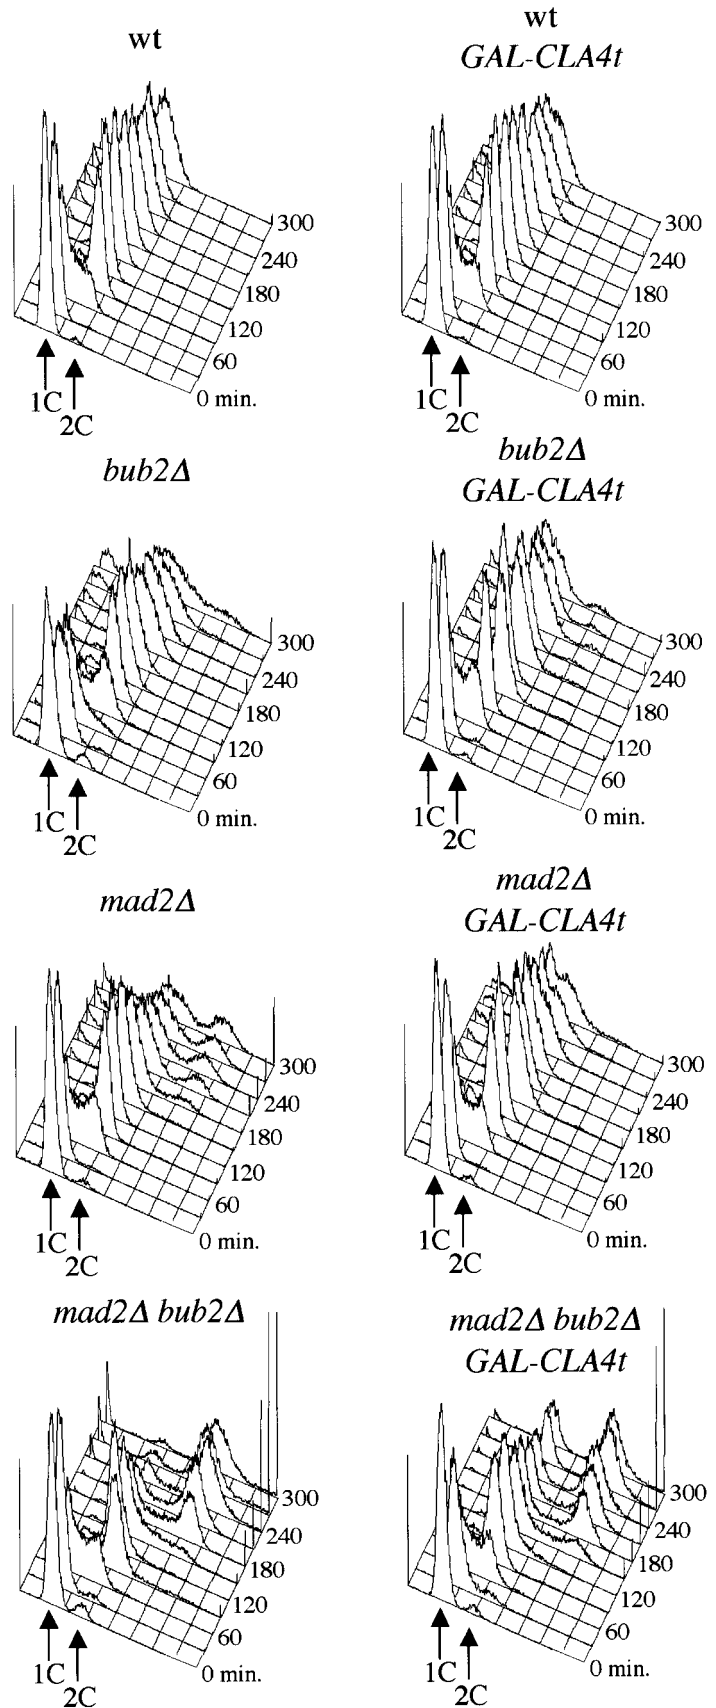 wt
300
240
180
120
60
0 min.
1C
2C
wt
GAL-CLA4t
300
240
180
120
60
0 min.
1C
2C
bub2Δ
300
240
180
120
60
0 min.
1C
2C
bub2Δ
GAL-CLA4t
300
240
180
120
60
0 min.
1C
2C
mad2Δ
300
240
180
120
60
0 min.
1C
2C
mad2Δ
GAL-CLA4t
300
240
180
120
60
0 min.
1C
2C
mad2Δ bub2Δ
300
240
180
120
60
0 min.
1C
2C
mad2Δ bub2Δ
GAL-CLA4t
300
240
180
120
60
0 min.
1C
2C